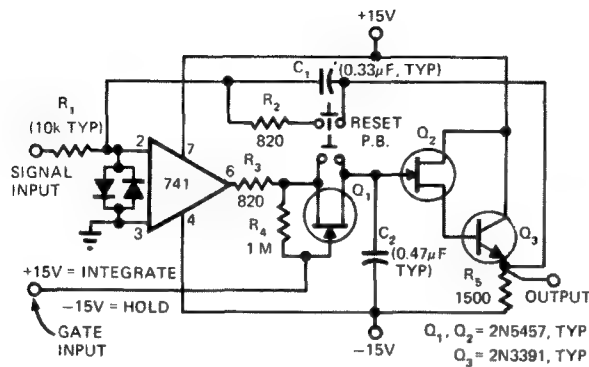 +15V
C1 (0.33µF, TYP)
R1
(10k TYP)
R2
820
RESET
P.B.
Q2
SIGNAL
INPUT
2
7
741
6
3
4
R3
820
Q1
R4
1 M
C2
(0.47µF
TYP)
Q3
+15V = INTEGRATE
−15V = HOLD
GATE
INPUT
R5
1500
OUTPUT
−15V
Q1, Q2 = 2N5457, TYP
Q3 = 2N3391, TYP